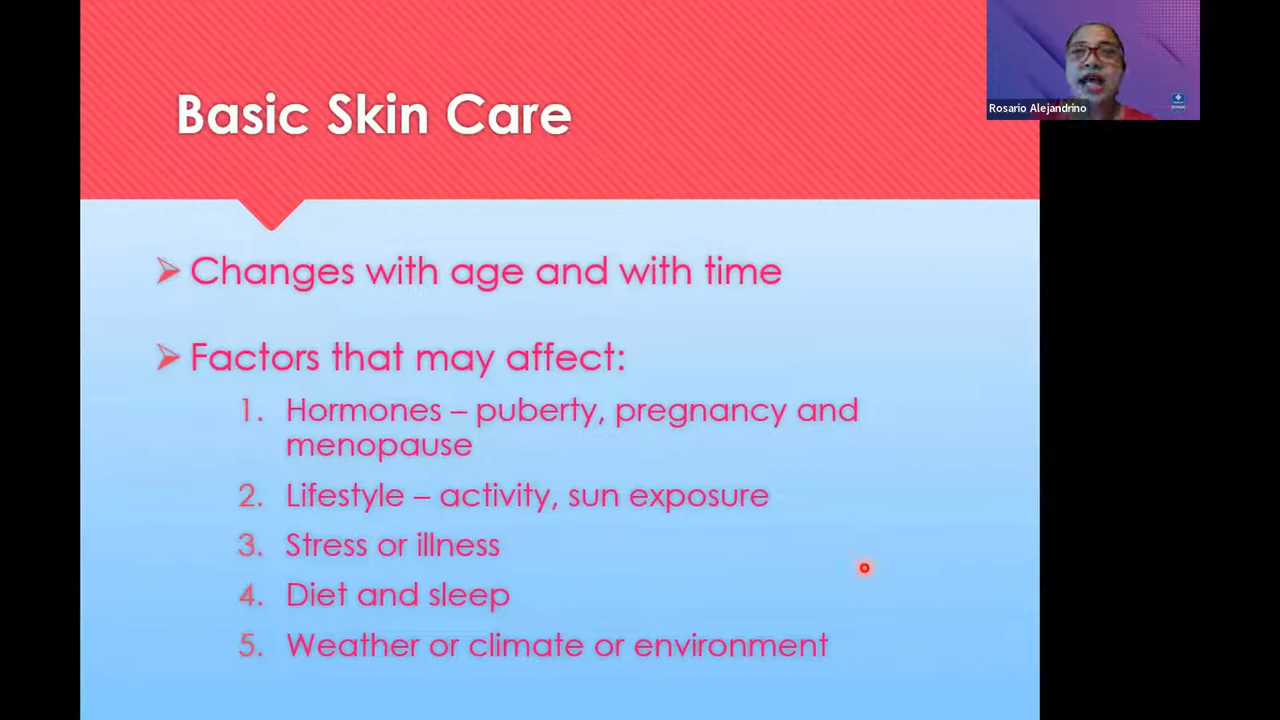 Basic Skin Care
Rosario Alejandrino
➢ Changes with age and with time
➢ Factors that may affect:
1. Hormones – puberty, pregnancy and
menopause
2. Lifestyle – activity, sun exposure
3. Stress or illness
4. Diet and sleep
5. Weather or climate or environment